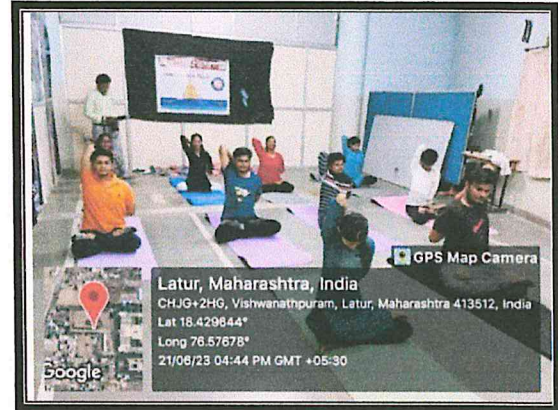 GPS Map Camera
Latur, Maharashtra, India
CHJG+2HG, Vishwanathpuram, Latur, Maharashtra 413512, India
Lat 18.429644°
Long 76.57678°
21/06/23 04:44 PM GMT +05:30
Google